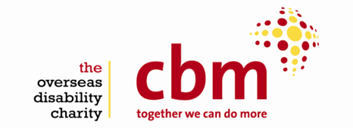 the
overseas
disability
charity
cbm
together we can do more